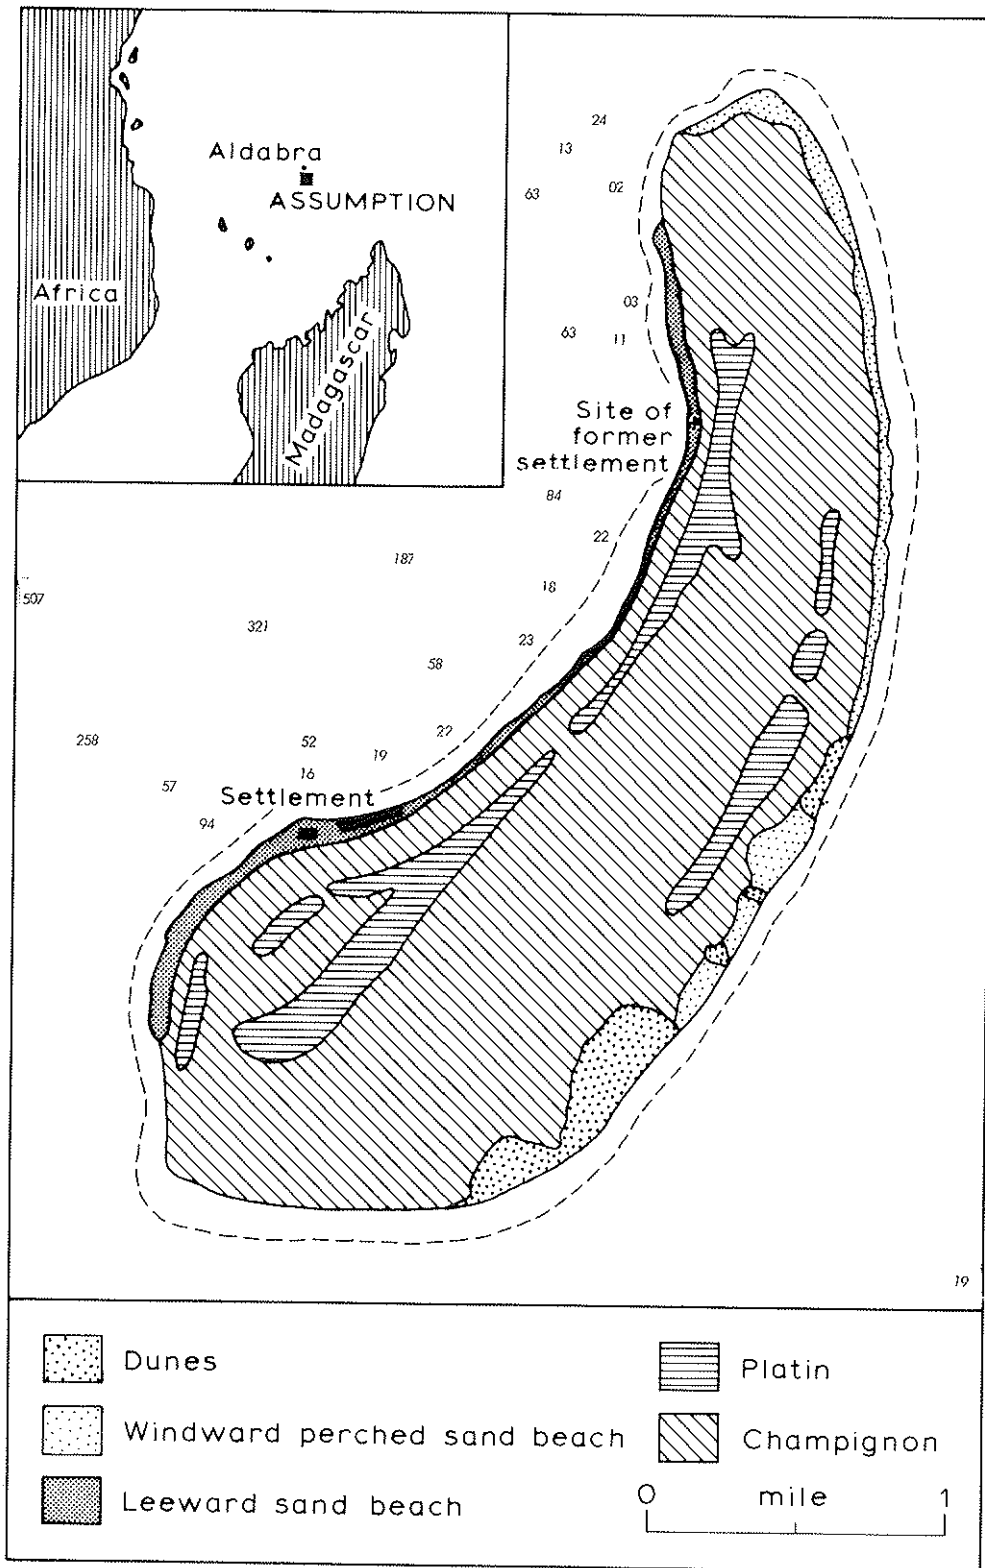 Aldabra
ASSUMPTION
Africa
Madagascar
24
13
63
02
03
63
11
Site of
former
settlement
84
22
187
18
507
321
23
58
22
258
52
19
57
16
Settlement
94
19
Dunes
Windward perched sand beach
Leeward sand beach
Platin
Champignon
0 mile 1